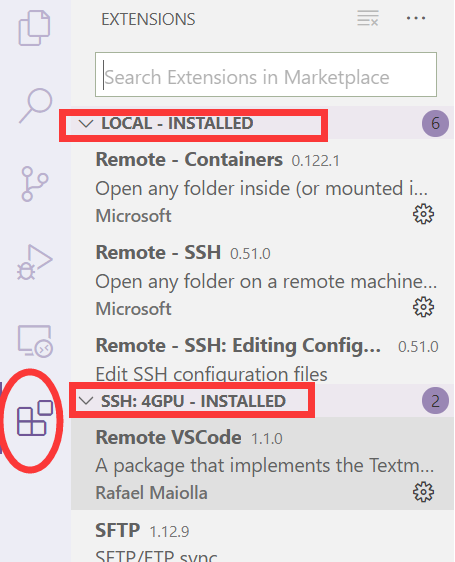 EXTENSIONS
Search Extensions in Marketplace
LOCAL - INSTALLED 6
Remote - Containers 0.122.1
Open any folder inside (or mounted i...
Microsoft
Remote - SSH 0.51.0
Open any folder on a remote machine...
Microsoft
Remote - SSH: Editing Config... 0.51.0
Edit SSH configuration files
SSH: 4GPU - INSTALLED 2
Remote VSCode 1.1.0
A package that implements the Textm...
Rafael Maiolla
SFTP 1.12.9
SFTP/FTP sync